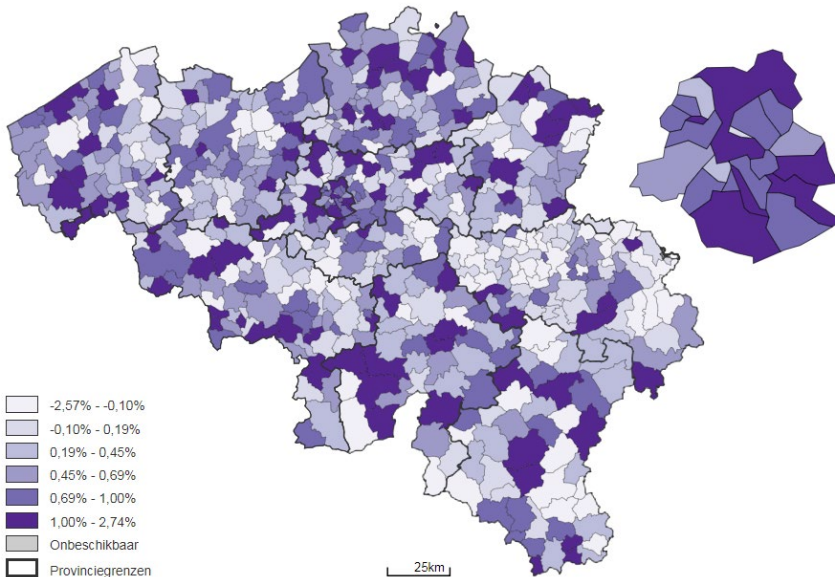 -2,57% - -0,10%
-0,10% - 0,19%
0,19% - 0,45%
0,45% - 0,69%
0,69% - 1,00%
1,00% - 2,74%
Onbeschikbaar
Provinciegrenzen
25km